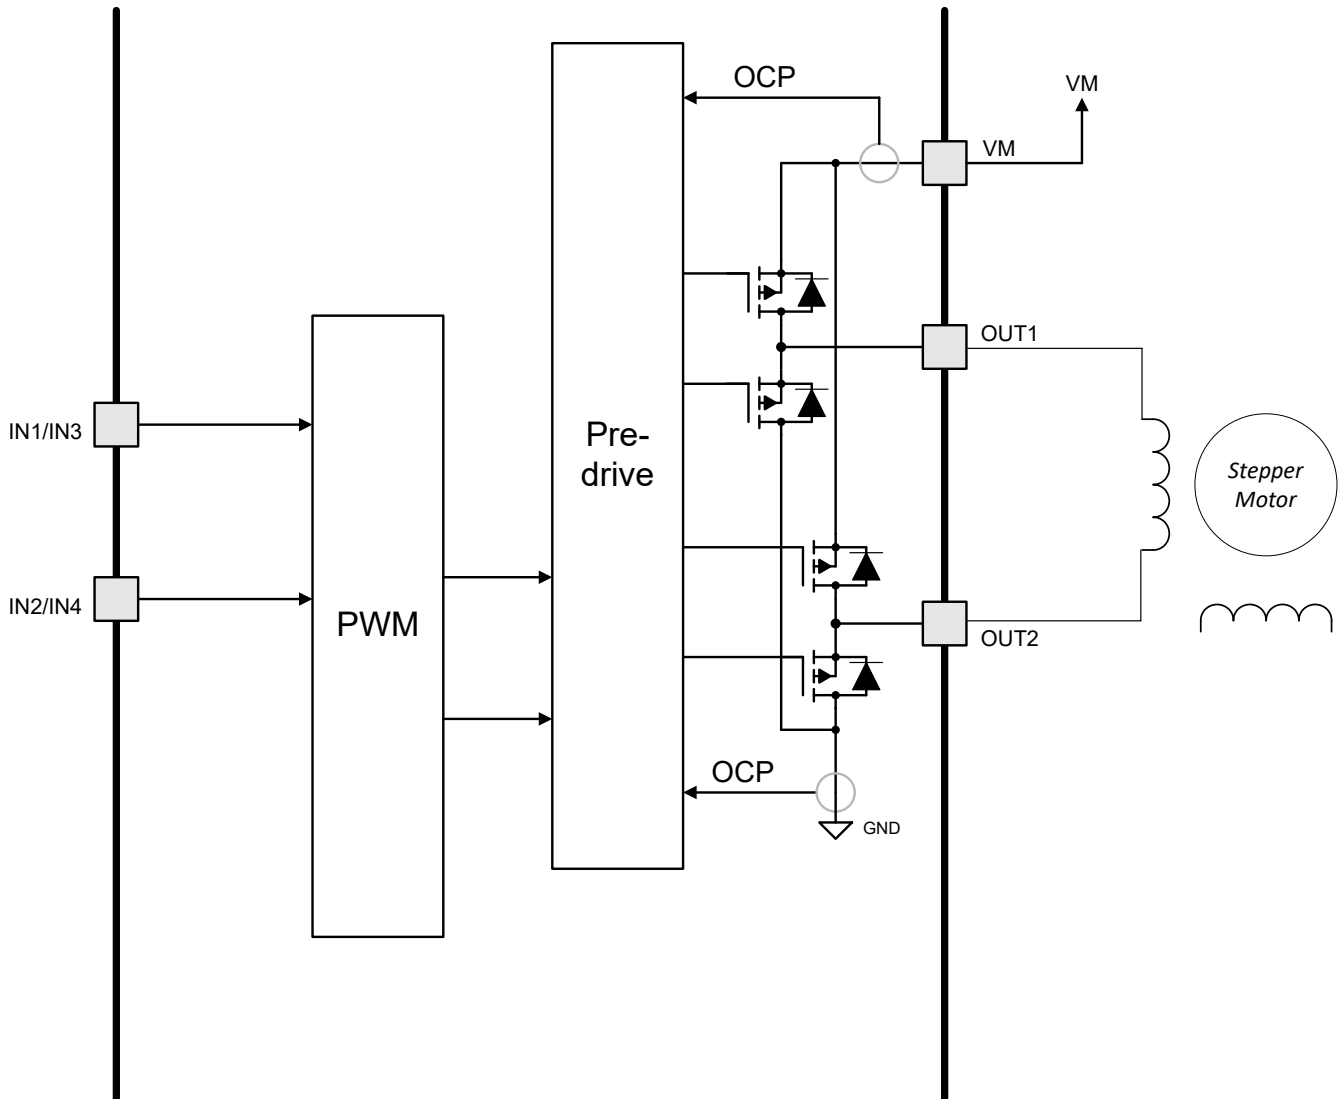 OCP
VM
VM
OUT1
IN1/IN3
Pre-
drive
Stepper
Motor
IN2/IN4
PWM
OUT2
OCP
GND